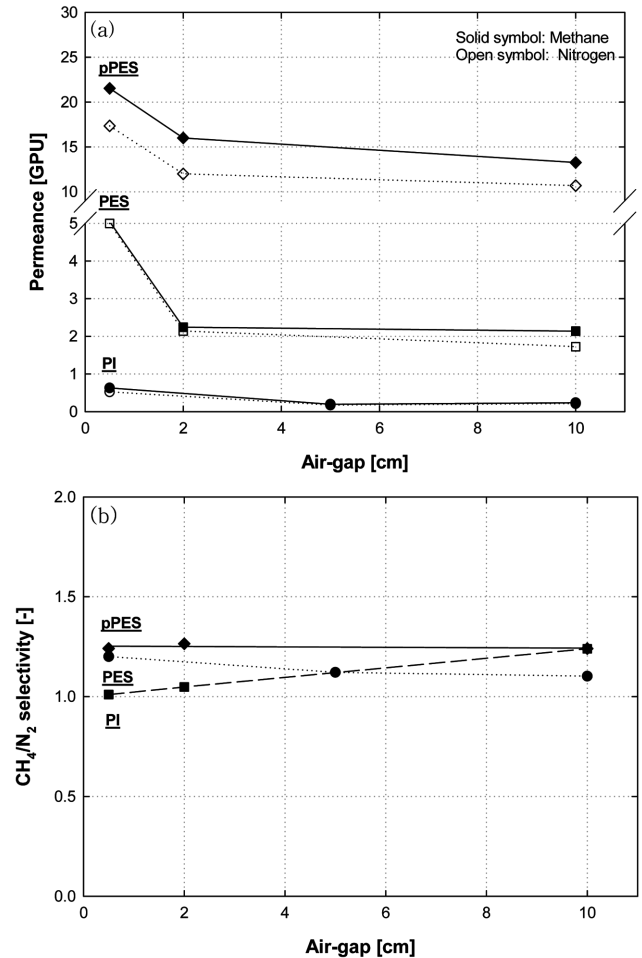 (a)
Solid symbol: Methane
Open symbol: Nitrogen
pPES
PES
PI
30
25
20
15
10
5
4
3
2
1
0
Permeance [GPU]
0 2 4 6 8 10
Air-gap [cm]
(b)
pPES
PES
PI
2.0
1.5
1.0
0.5
0.0
CH₄/N₂ selectivity [-]
0 2 4 6 8 10
Air-gap [cm]